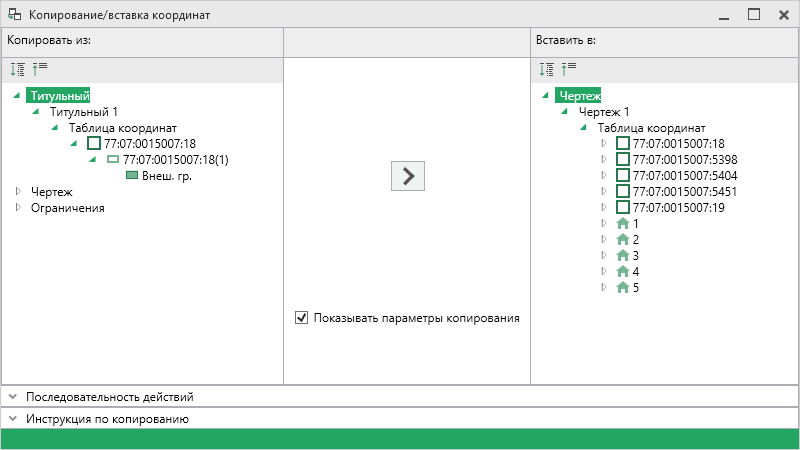 Копирование/вставка координат
Копировать из:
Вставить в:
Титульный
Титульный 1
Таблица координат
77:07:0015007:18
77:07:0015007:18(1)
Внеш. гр.
Чертеж
Ограничения
Показывать параметры копирования
Чертеж
Чертеж 1
Таблица координат
77:07:0015007:18
77:07:0015007:5398
77:07:0015007:5404
77:07:0015007:5451
77:07:0015007:19
1
2
3
4
5
Последовательность действий
Инструкция по копированию